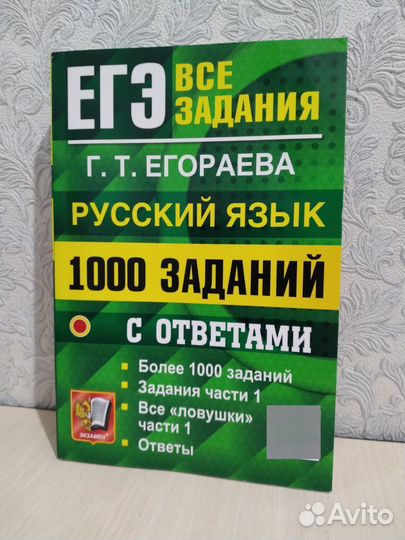 ЕГЭ ВСЕ ЗАДАНИЯ
Г. Т. ЕГОРАЕВА
РУССКИЙ ЯЗЫК
1000 ЗАДАНИЙ
С ОТВЕТАМИ
Более 1000 заданий
Задания части 1
Все «ловушки»
части 1
Ответы
ЭКЗАМЕН
Avito